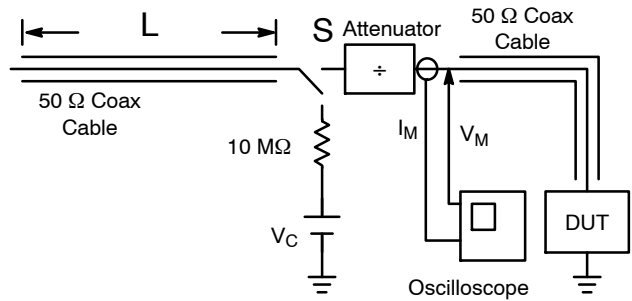 L
S
Attenuator
÷
50 Ω Coax
Cable
50 Ω Coax
Cable
10 MΩ
I_M
V_M
V_C
DUT
Oscilloscope